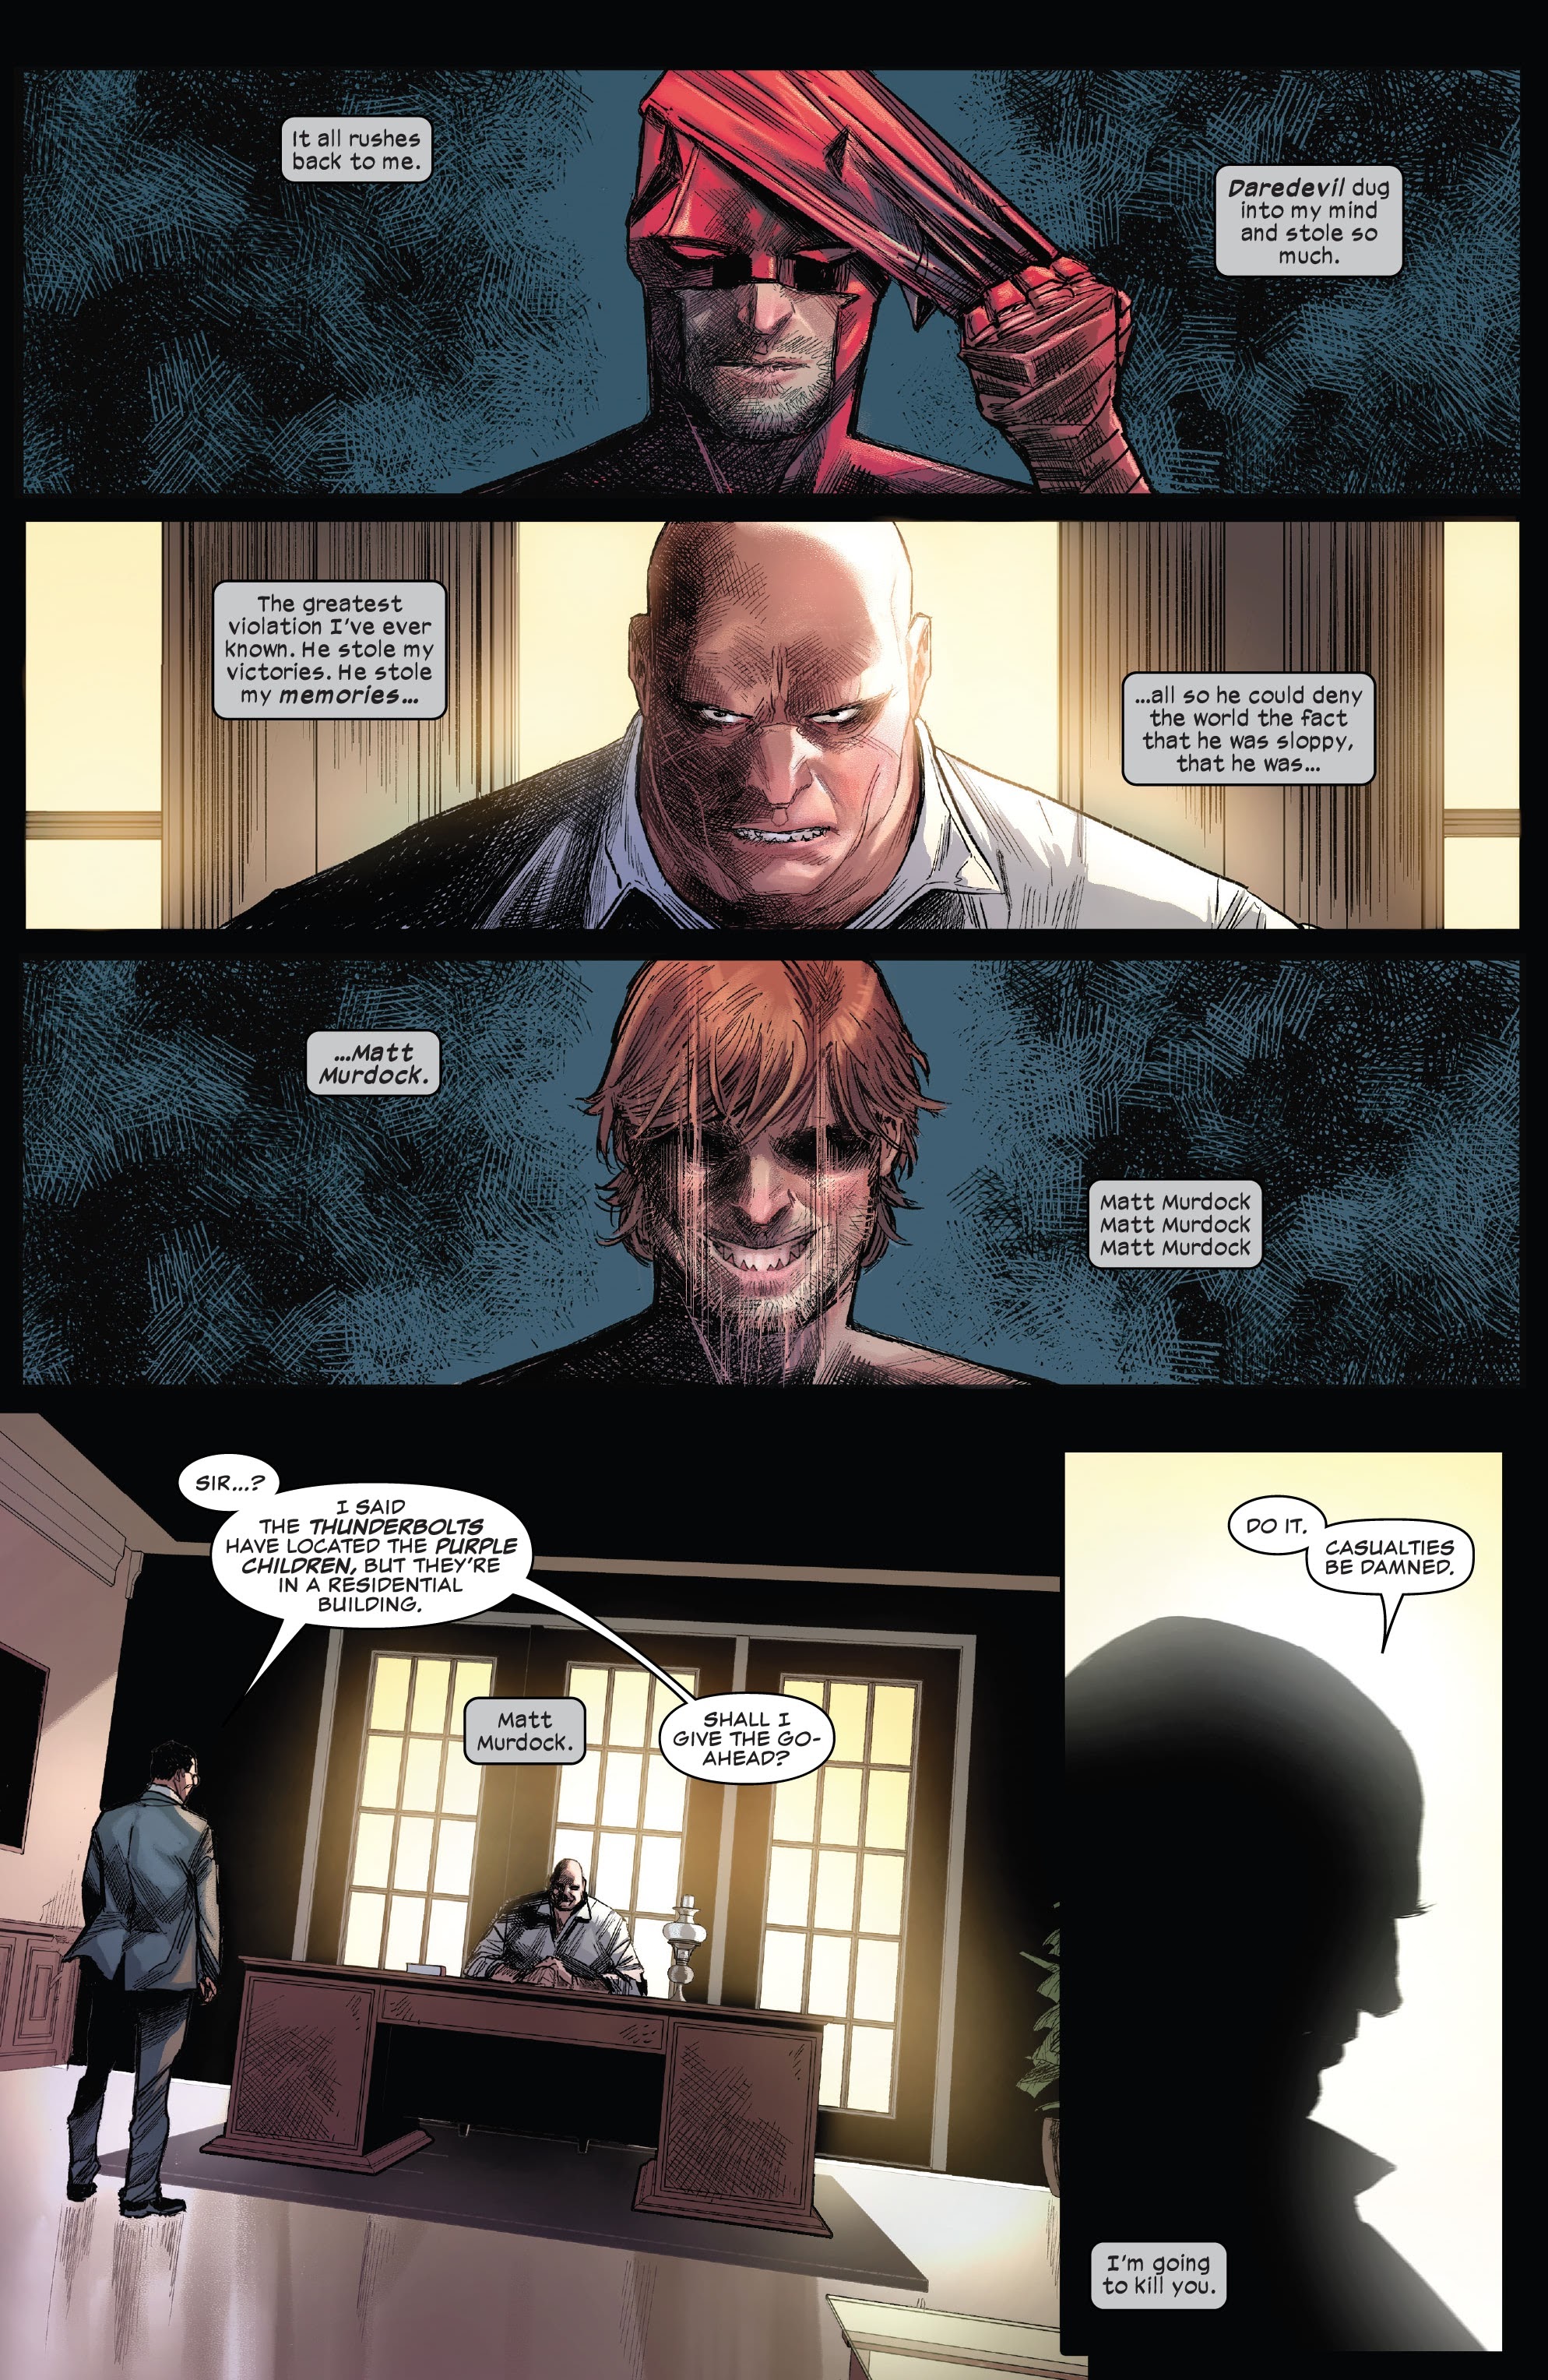 It all rushes
back to me.
Daredevil dug
into my mind
and stole so
much.
The greatest
violation I've ever
known. He stole my
victories. He stole
my memories...
...all so he could deny
the world the fact
that he was sloppy,
that he was...
...Matt
Murdock.
Matt Murdock
Matt Murdock
Matt Murdock
SIR...?
I SAID
THE THUNDERBOLTS
HAVE LOCATED THE PURPLE
CHILDREN, BUT THEY'RE
IN A RESIDENTIAL
BUILDING.
Matt
Murdock.
SHALL I
GIVE THE GO-
AHEAD?
DO IT.
CASUALTIES
BE DAMNED.
I'm going
to kill you.